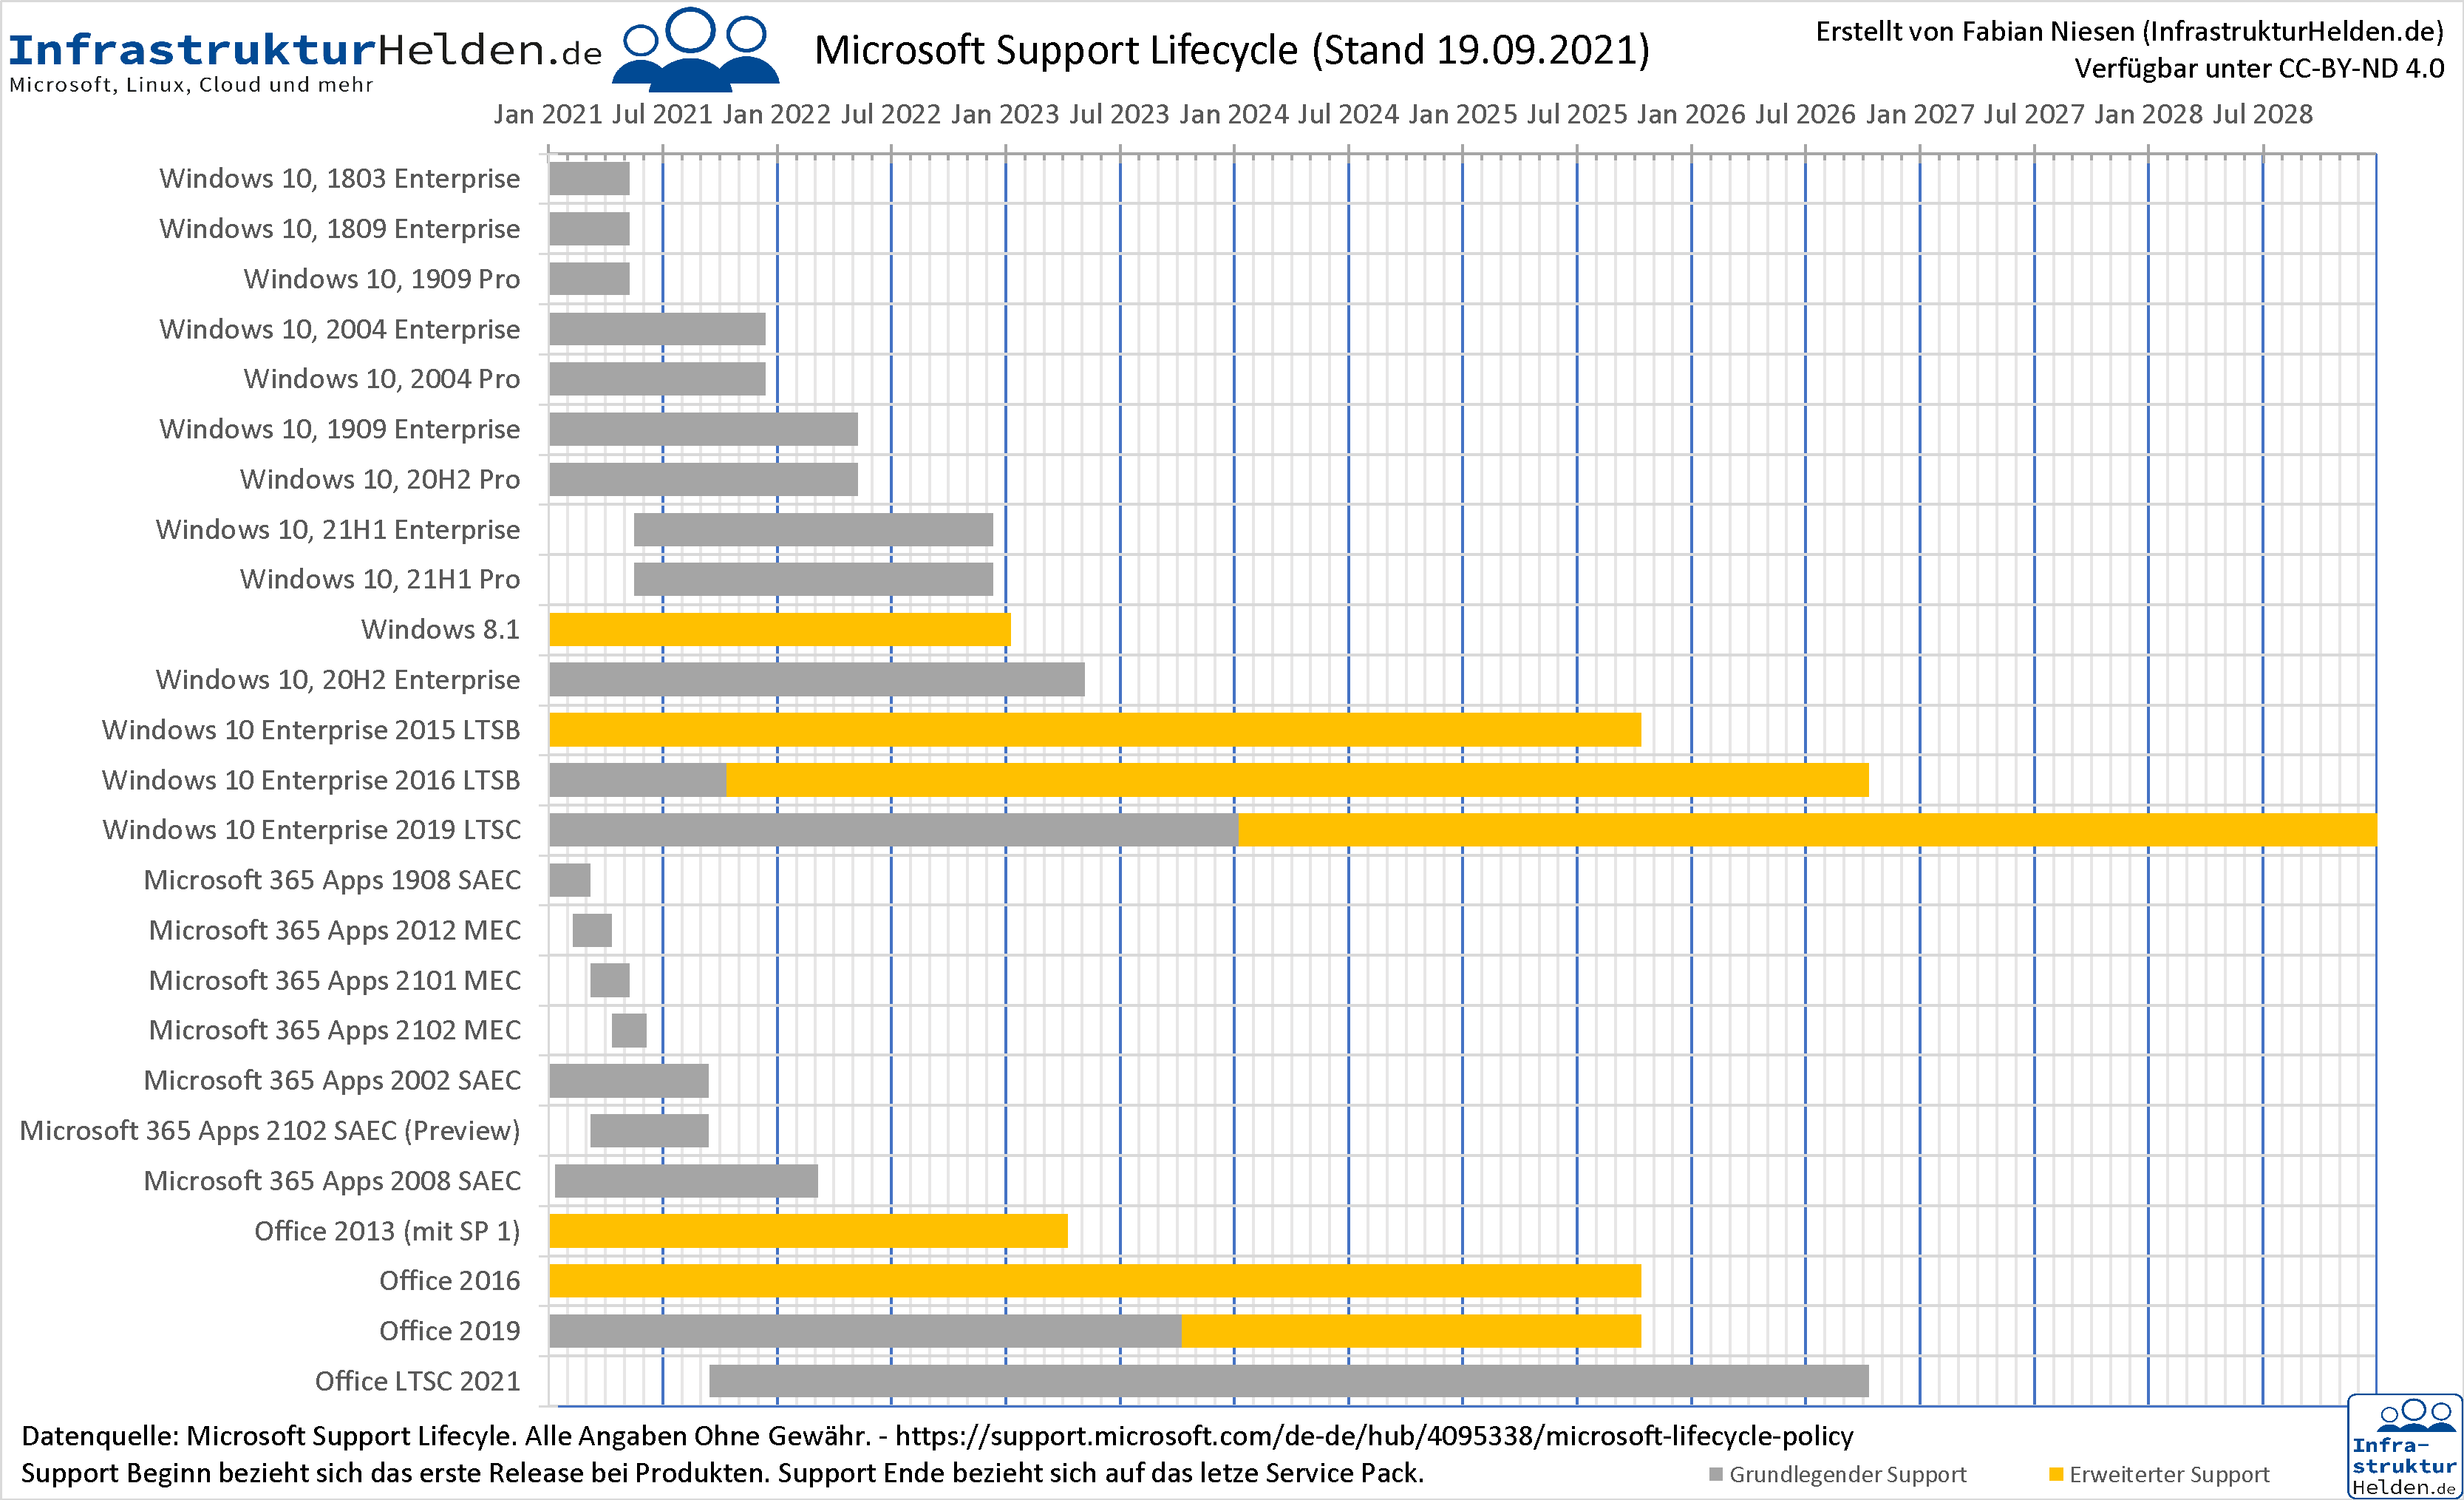 InfrastrukturHelden.de
Microsoft, Linux, Cloud und mehr
Microsoft Support Lifecycle (Stand 19.09.2021)
Erstellt von Fabian Niesen (InfrastrukturHelden.de)
Verfügbar unter CC-BY-ND 4.0
Jan 2021 Jul 2021 Jan 2022 Jul 2022 Jan 2023 Jul 2023 Jan 2024 Jul 2024 Jan 2025 Jul 2025 Jan 2026 Jul 2026 Jan 2027 Jul 2027 Jan 2028 Jul 2028
Windows 10, 1803 Enterprise
Windows 10, 1809 Enterprise
Windows 10, 1909 Pro
Windows 10, 2004 Enterprise
Windows 10, 2004 Pro
Windows 10, 1909 Enterprise
Windows 10, 20H2 Pro
Windows 10, 21H1 Enterprise
Windows 10, 21H1 Pro
Windows 8.1
Windows 10, 20H2 Enterprise
Windows 10 Enterprise 2015 LTSB
Windows 10 Enterprise 2016 LTSB
Windows 10 Enterprise 2019 LTSC
Microsoft 365 Apps 1908 SAEC
Microsoft 365 Apps 2012 MEC
Microsoft 365 Apps 2101 MEC
Microsoft 365 Apps 2102 MEC
Microsoft 365 Apps 2002 SAEC
Microsoft 365 Apps 2102 SAEC (Preview)
Microsoft 365 Apps 2008 SAEC
Office 2013 (mit SP 1)
Office 2016
Office 2019
Office LTSC 2021
Datenquelle: Microsoft Support Lifecyle. Alle Angaben Ohne Gewähr. - https://support.microsoft.com/de-de/hub/4095338/microsoft-lifecycle-policy
Support Beginn bezieht sich das erste Release bei Produkten. Support Ende bezieht sich auf das letze Service Pack.
Grundlegender Support
Erweiterter Support
Infra-
struktur
Helden.de